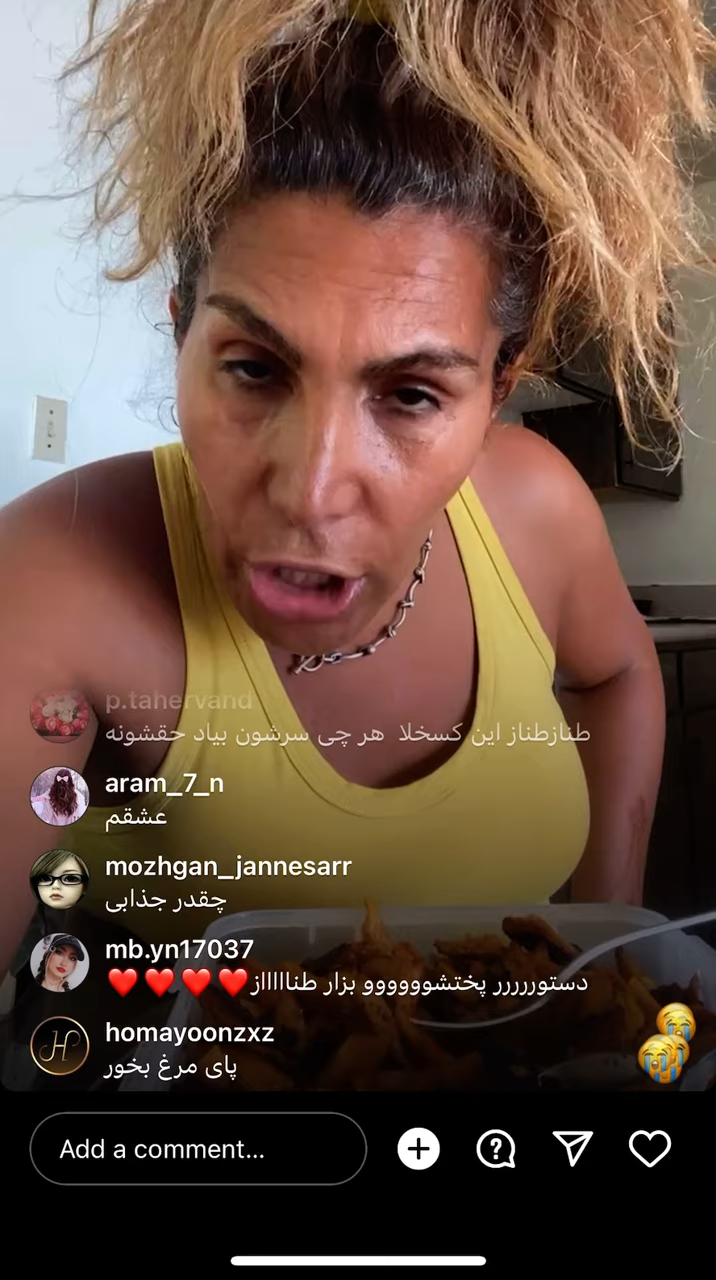 p.tahervand
طنازطناز این کسخلا هر چی سرشون بیاد حقشونه
aram_7_n
عشقم
mozhgan_jannesarr
چقدر جذابی
mb.yn17037
دستوررررر پختشوووووو بزار طناااااز❤️❤️❤️❤️
homayoonzxz
پای مرغ بخور
Add a comment...